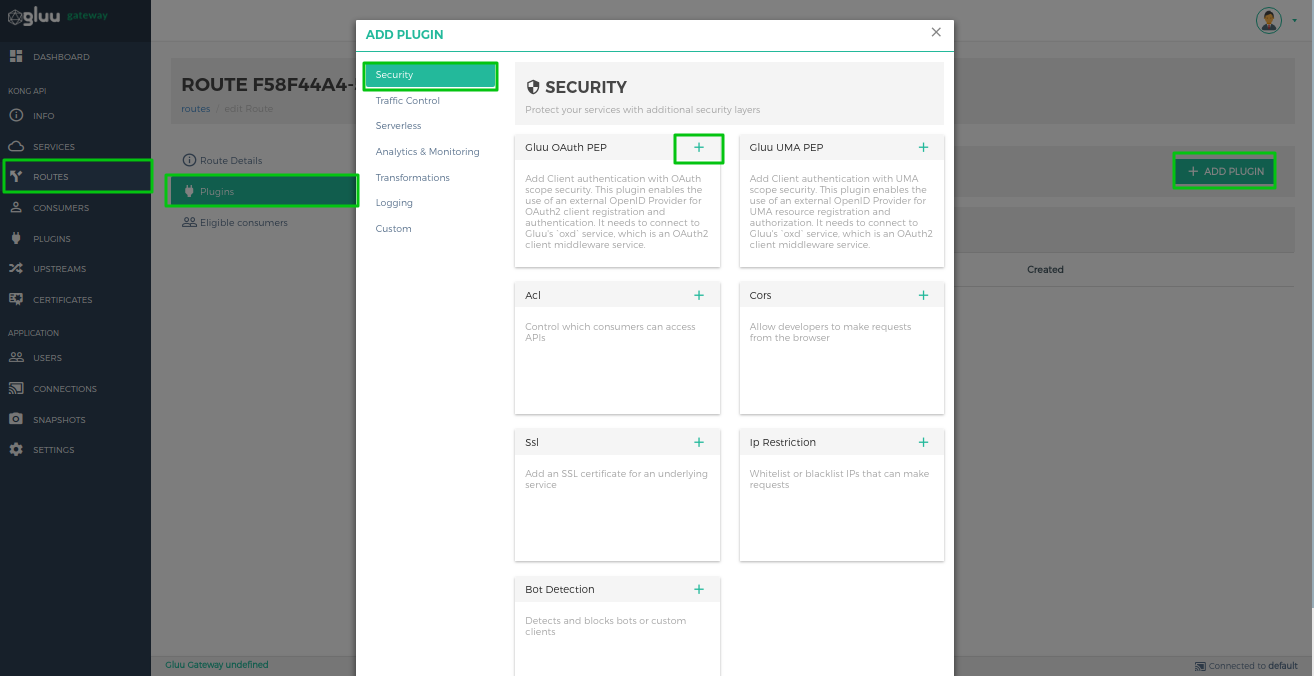 gluu gateway
DASHBOARD
KONG API
INFO
SERVICES
ROUTES
CONSUMERS
PLUGINS
UPSTREAMS
CERTIFICATES
APPLICATION
USERS
CONNECTIONS
SNAPSHOTS
SETTINGS
ROUTE F58F44A4-
routes / edit Route
Route Details
Plugins
Eligible consumers
ADD PLUGIN
Security
Traffic Control
Serverless
Analytics & Monitoring
Transformations
Logging
Custom
SECURITY
Protect your services with additional security layers
Gluu OAuth PEP +
Add Client authentication with OAuth
scope security. This plugin enables the
use of an external OpenID Provider for
OAuth2 client registration and
authentication. It needs to connect to
Gluu's `oxd` service, which is an OAuth2
client middleware service.
Gluu UMA PEP +
Add Client authentication with UMA
scope security. This plugin enables the
use of an external OpenID Provider for
UMA resource registration and
authorization. It needs to connect to
Gluu's `oxd` service, which is an OAuth2
client middleware service.
Acl +
Control which consumers can access
APIs
Cors +
Allow developers to make requests
from the browser
Ssl +
Add an SSL certificate for an underlying
service
Ip Restriction +
Whitelist or blacklist IPs that can make
requests
Bot Detection +
Detects and blocks bots or custom
clients
+ ADD PLUGIN
Created
Gluu Gateway undefined
Connected to default